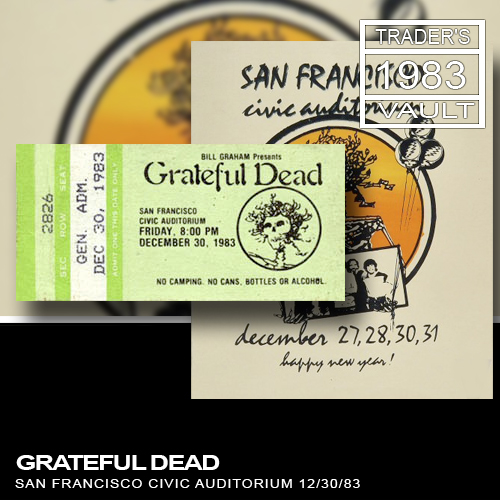 TRADER'S
1983
VAULT
SAN FRANCISCO
civic auditorium
BILL GRAHAM Presents
Grateful Dead
SAN FRANCISCO
CIVIC AUDITORIUM
FRIDAY, 8:00 PM
DECEMBER 30, 1983
NO CAMPING. NO CANS, BOTTLES OR ALCOHOL.
2826
SEC ROW SEAT
GEN. ADM.
DEC 30, 1983
ADMIT ONE THIS DATE ONLY
december 27,28,30,31
happy new year!
GRATEFUL DEAD
SAN FRANCISCO CIVIC AUDITORIUM 12/30/83